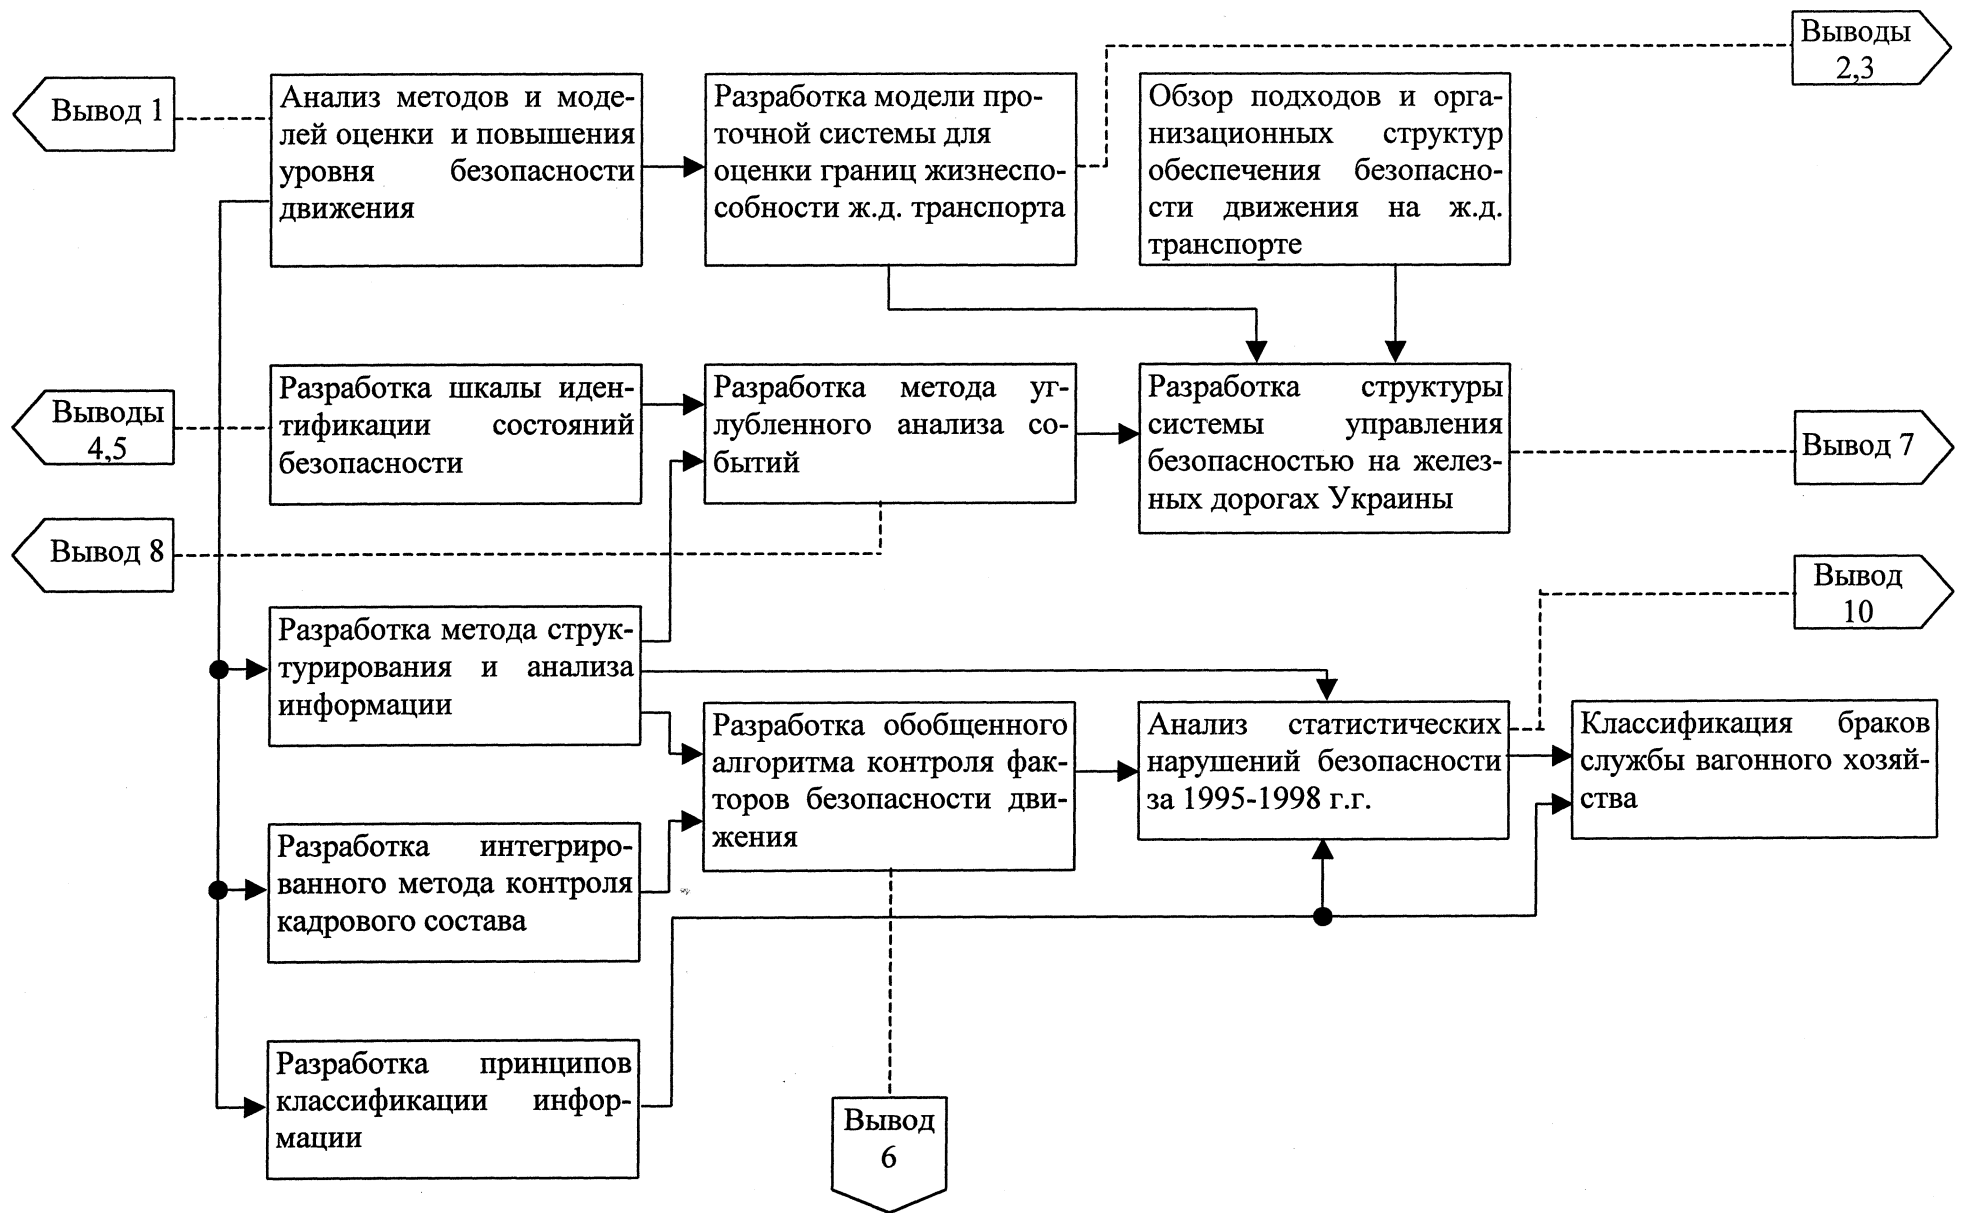 Выводы
2,3
Вывод 1
Анализ методов и моде-
лей оценки и повышения
уровня безопасности
движения
Разработка модели про-
точной системы для
оценки границ жизнеспо-
собности ж.д. транспорта
Обзор подходов и орга-
низационных структур
обеспечения безопасно-
сти движения на ж.д.
транспорте
Выводы
4,5
Разработка шкалы иден-
тификации состояний
безопасности
Разработка метода уг-
лубленного анализа со-
бытий
Разработка структуры
системы управления
безопасностью на желез-
ных дорогах Украины
Вывод 7
Вывод 8
Вывод
10
Разработка метода струк-
турирования и анализа
информации
Разработка обобщенного
алгоритма контроля фак-
торов безопасности дви-
жения
Анализ статистических
нарушений безопасности
за 1995-1998 г.г.
Классификация браков
службы вагонного хозяй-
ства
Разработка интегриро-
ванного метода контроля
кадрового состава
Разработка принципов
классификации инфор-
мации
Вывод
6